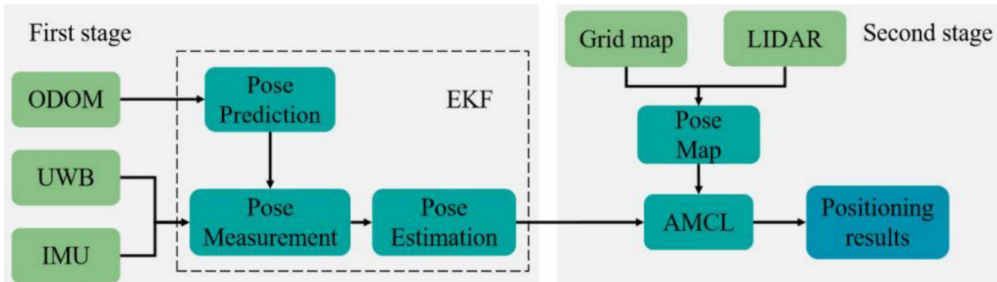 First stage
ODOM
UWB
IMU
Pose
Prediction
EKF
Pose
Measurement
Pose
Estimation
Grid map
LIDAR
Second stage
Pose
Map
AMCL
Positioning
results